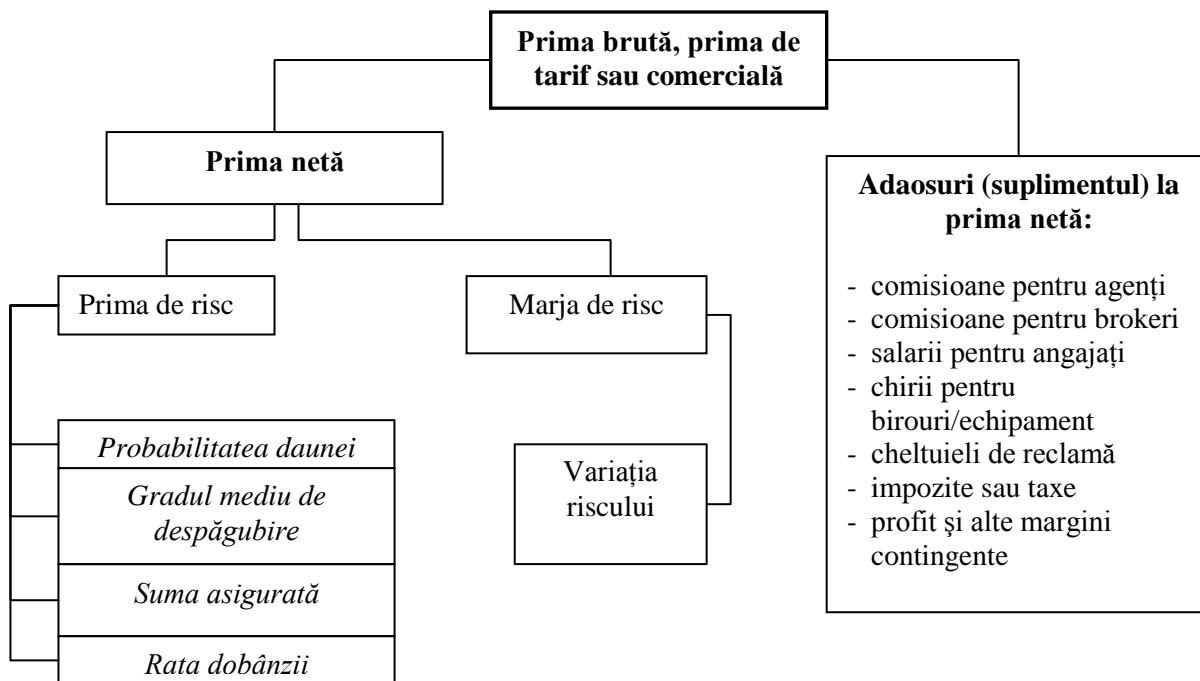 Prima brută, prima de
tarif sau comercială
Prima netă
Adaosuri (suplimentul) la
prima netă:
- comisioane pentru agenți
- comisioane pentru brokeri
- salarii pentru angajați
- chirii pentru
birouri/echipament
- cheltuieli de reclamă
- impozite sau taxe
- profit şi alte margini
contingente
Prima de risc
Marja de risc
Probabilitatea daunei
Gradul mediu de
despăgubire
Suma asigurată
Rata dobânzii
Variația
riscului